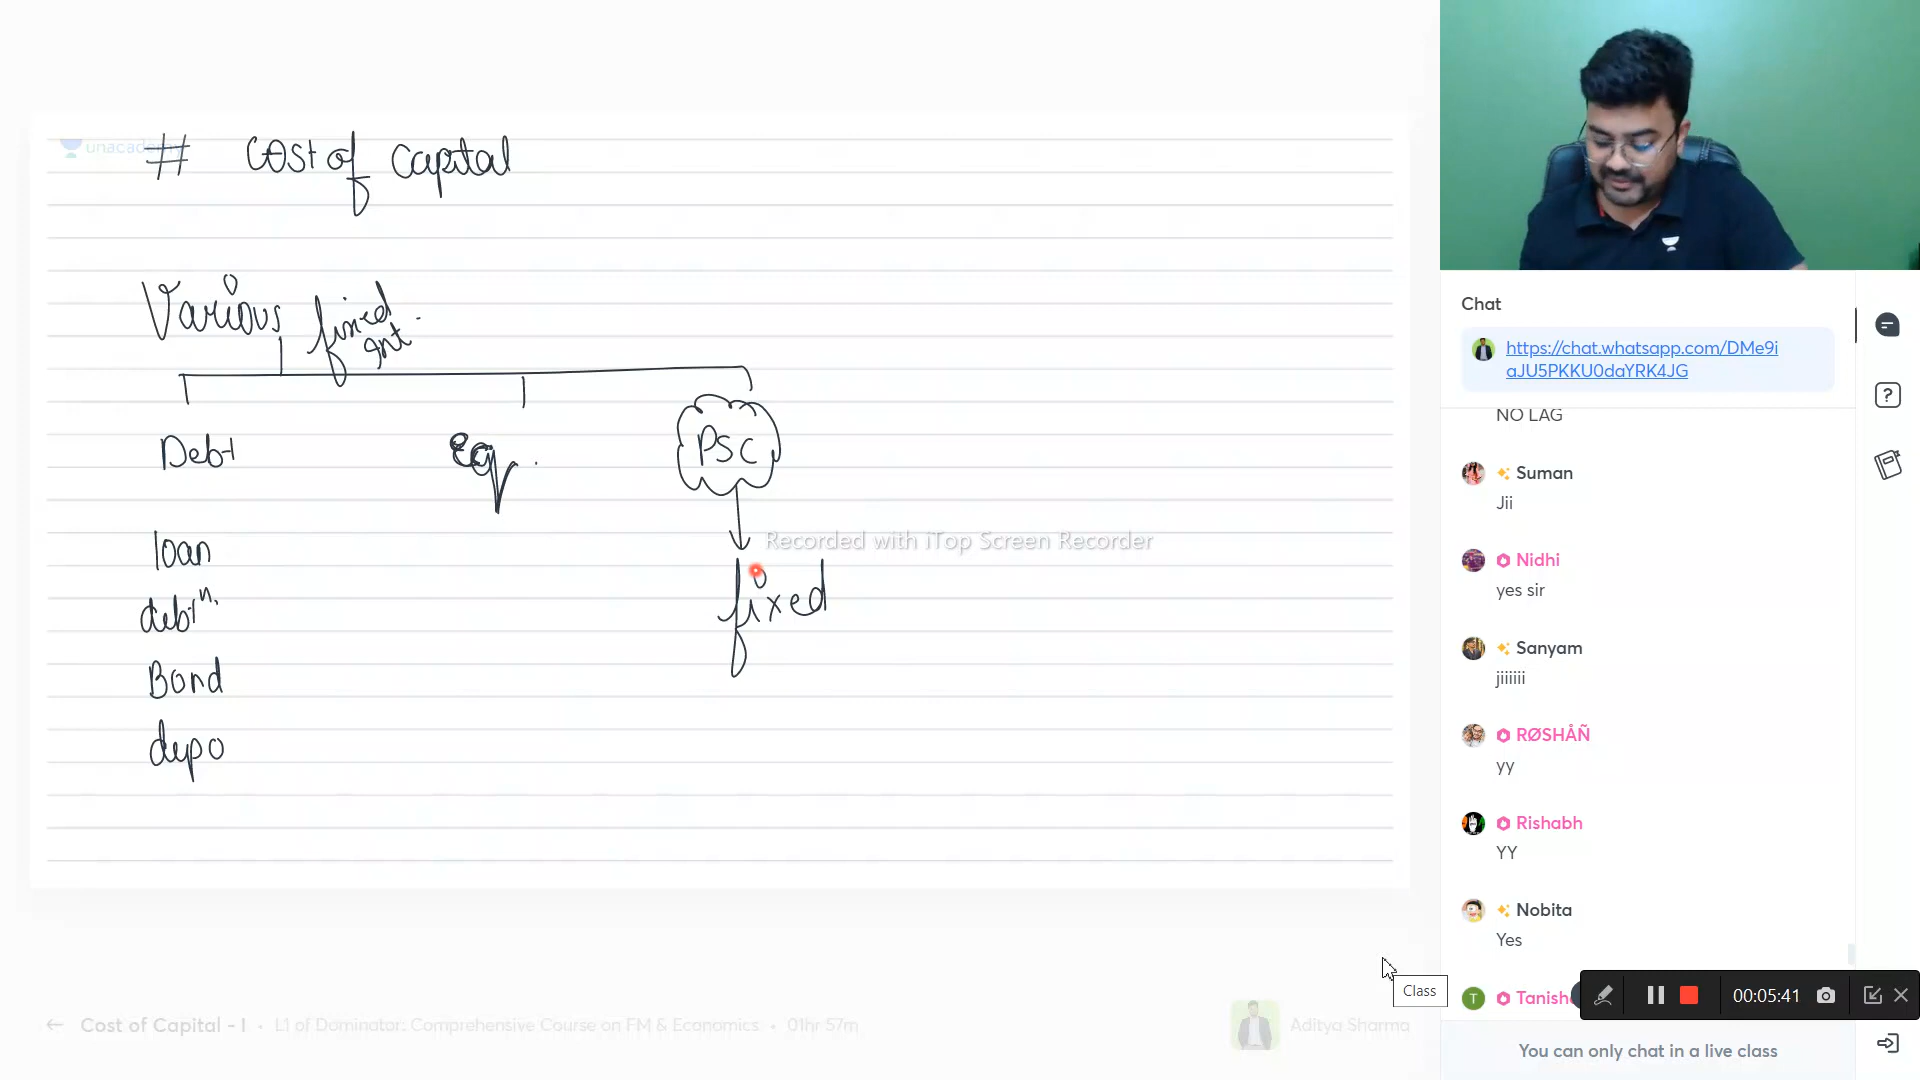 unacademy
# Cost of Capital
Various fixed
int
Debt
Eq.
PSC
loan
debtn.
Bond
depo
fixed
Recorded with iTop Screen Recorder
Chat
https://chat.whatsapp.com/DMe9i
aJU5PKKU0daYRK4JG
NO LAG
Suman
Jii
Nidhi
yes sir
Sanyam
jiiiiii
RØSHÅÑ
yy
Rishabh
YY
Nobita
Yes
T Tanish
00:05:41
Class
You can only chat in a live class
Cost of Capital - I • L1 of Dominator: Comprehensive Course on FM & Economics • 01hr 57m
Aditya Sharma